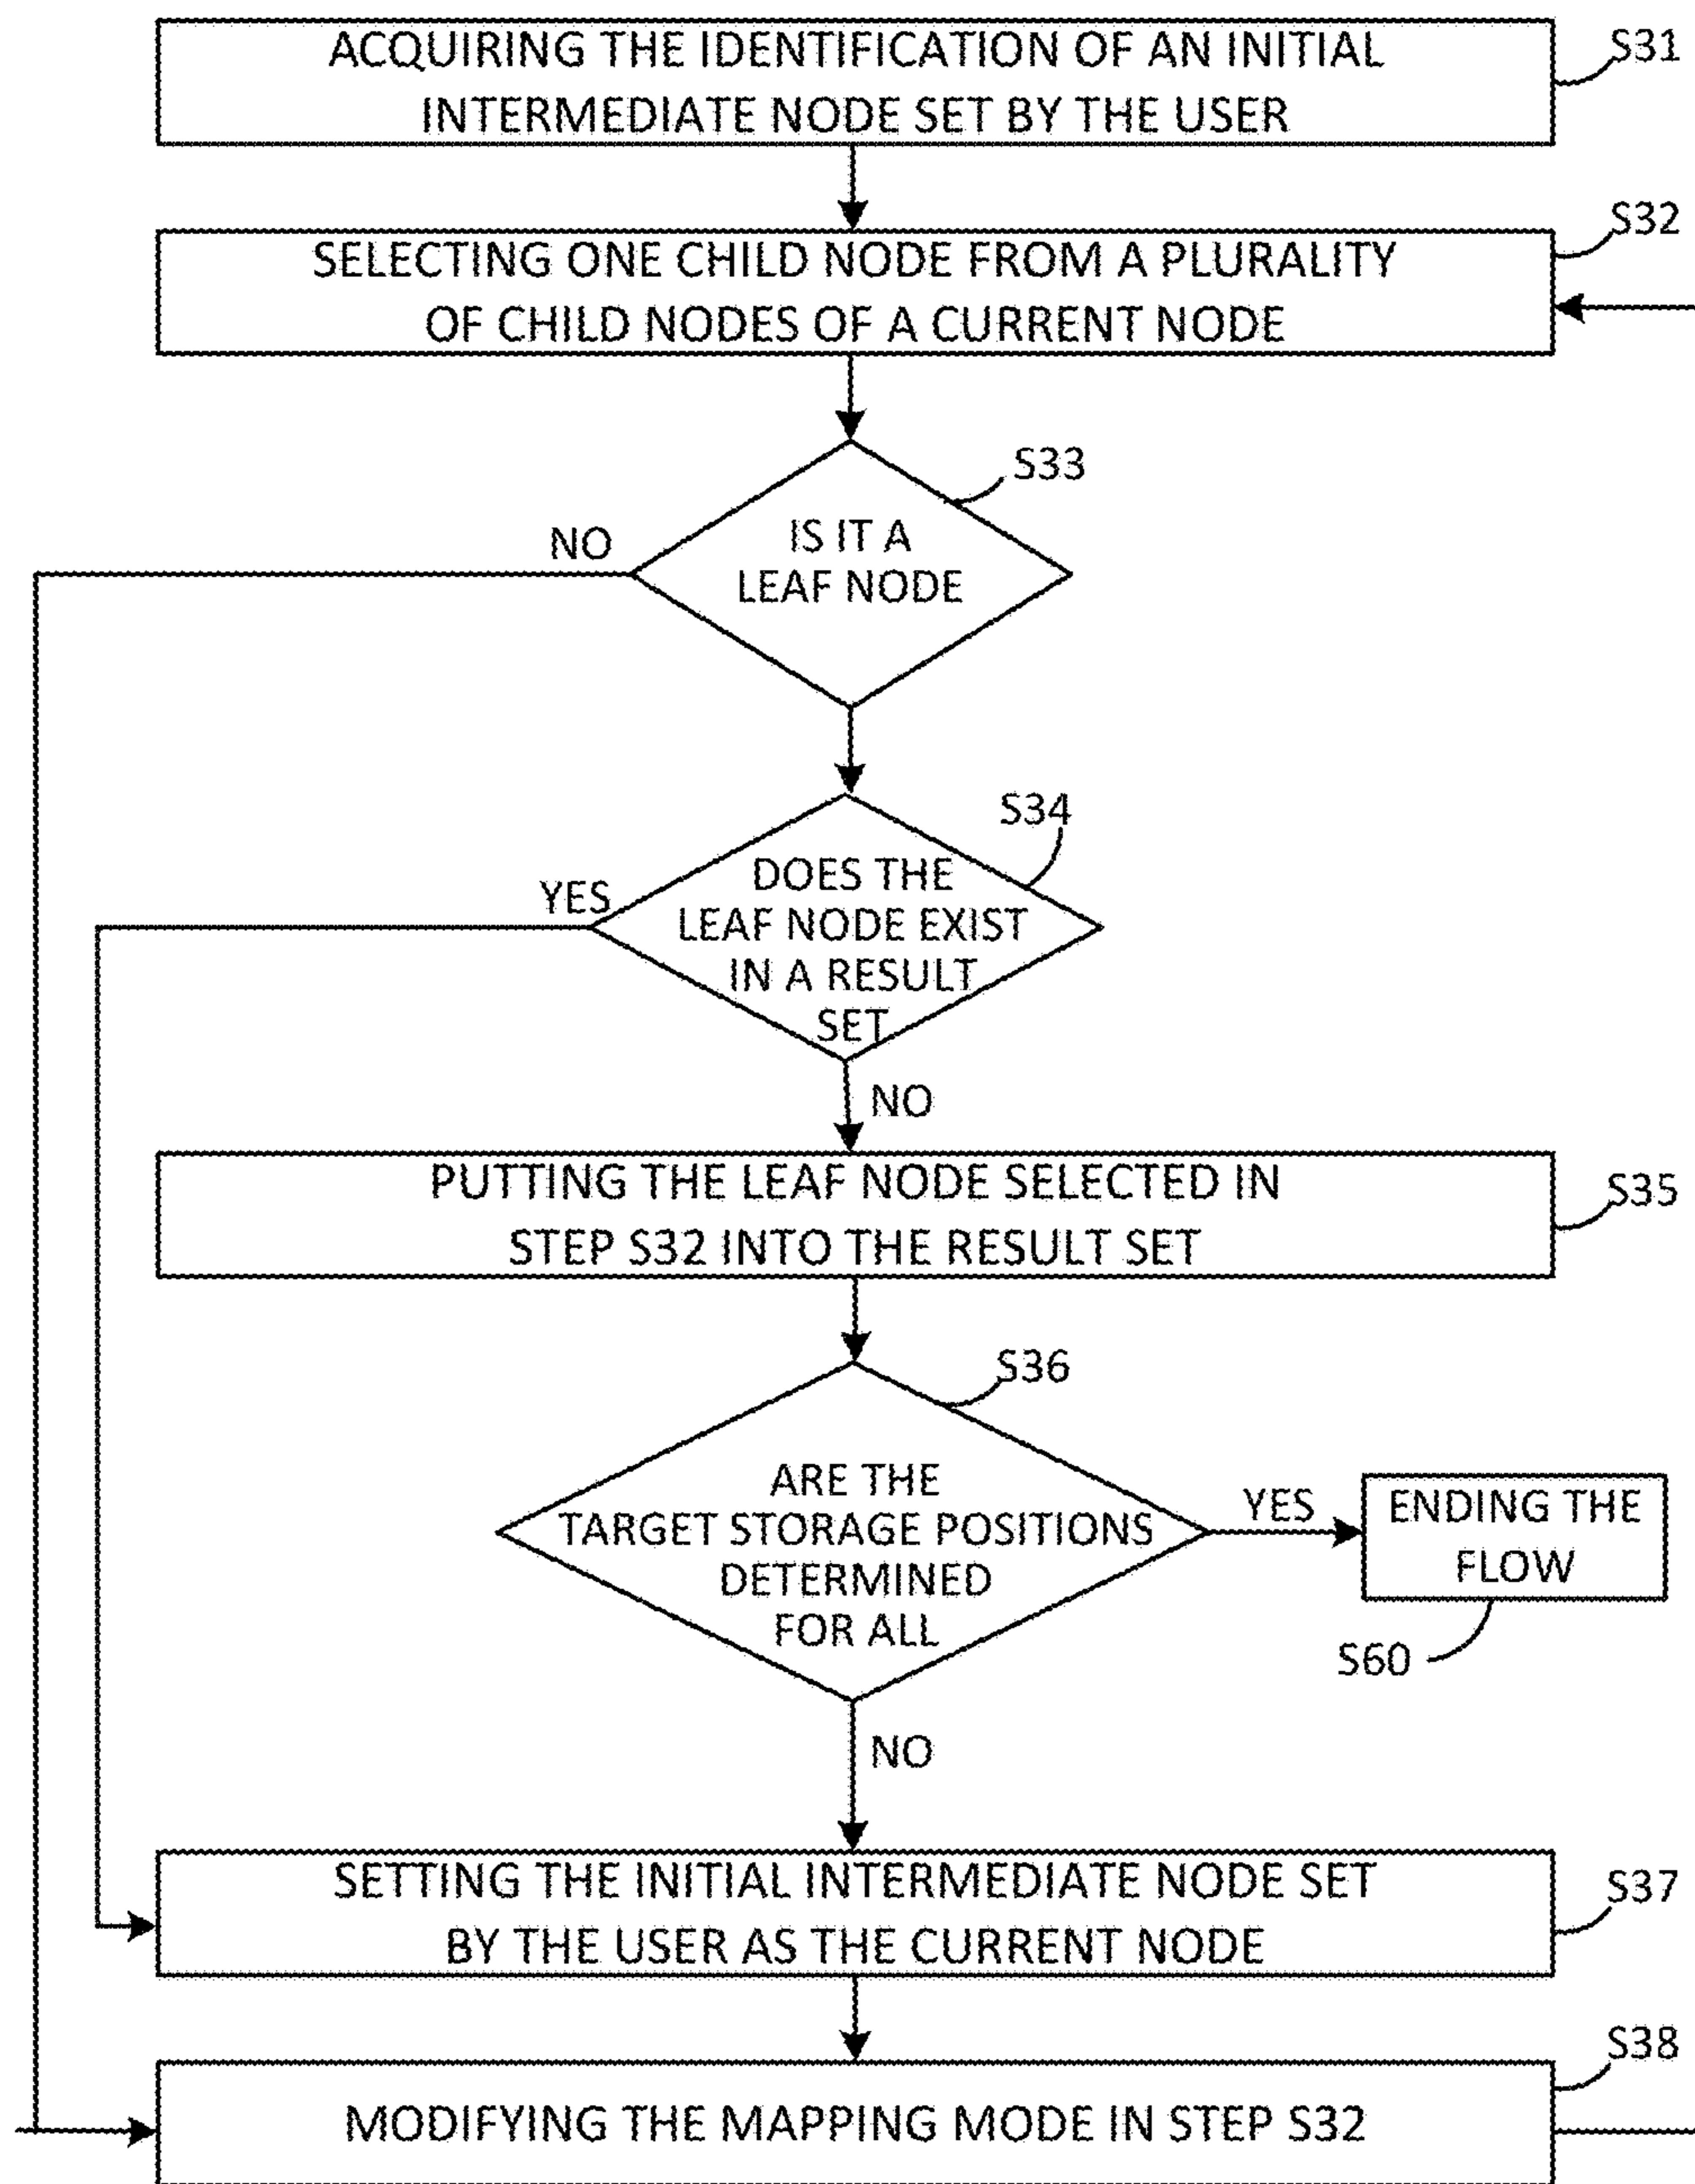 ACQUIRING THE IDENTIFICATION OF AN INITIAL
INTERMEDIATE NODE SET BY THE USER
S31
SELECTING ONE CHILD NODE FROM A PLURALITY
OF CHILD NODES OF A CURRENT NODE
S32
S33
IS IT A
LEAF NODE
NO
S34
DOES THE
LEAF NODE EXIST
IN A RESULT
SET
YES
NO
PUTTING THE LEAF NODE SELECTED IN
STEP S32 INTO THE RESULT SET
S35
S36
ARE THE
TARGET STORAGE POSITIONS
DETERMINED
FOR ALL
YES
ENDING THE
FLOW
S60
NO
SETTING THE INITIAL INTERMEDIATE NODE SET
BY THE USER AS THE CURRENT NODE
S37
S38
MODIFYING THE MAPPING MODE IN STEP S32